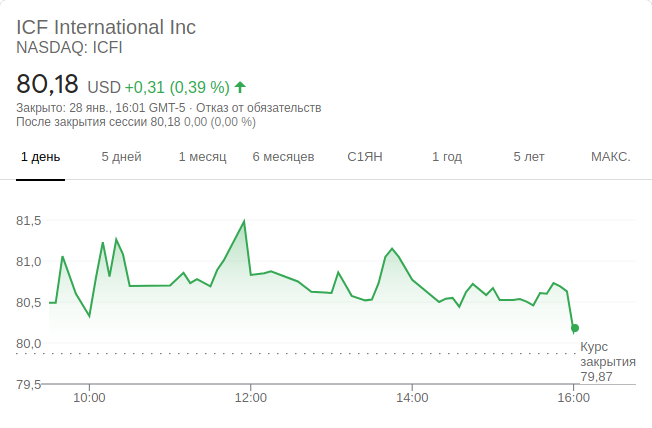 ICF International Inc
NASDAQ: ICFI
80,18 USD +0,31 (0,39 %)
Закрыто: 28 янв., 16:01 GMT-5 · Отказ от обязательств
После закрытия сессии 80,18 0,00 (0,00 %)
1 день 5 дней 1 месяц 6 месяцев С1ЯН 1 год 5 лет МАКС.
81,5
81,0
80,5
80,0
Курс
закрытия
79,87
79,5
10:00 12:00 14:00 16:00